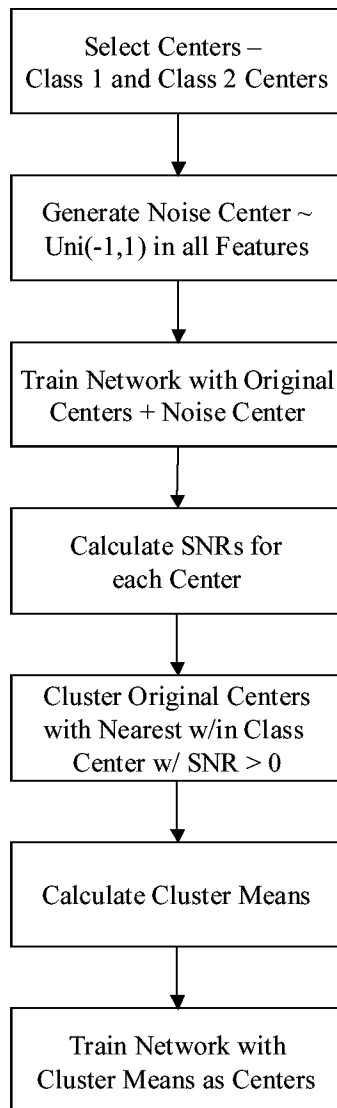 Select Centers –
Class 1 and Class 2 Centers
Generate Noise Center ~
Uni(-1,1) in all Features
Train Network with Original
Centers + Noise Center
Calculate SNRs for
each Center
Cluster Original Centers
with Nearest w/in Class
Center w/ SNR > 0
Calculate Cluster Means
Train Network with
Cluster Means as Centers